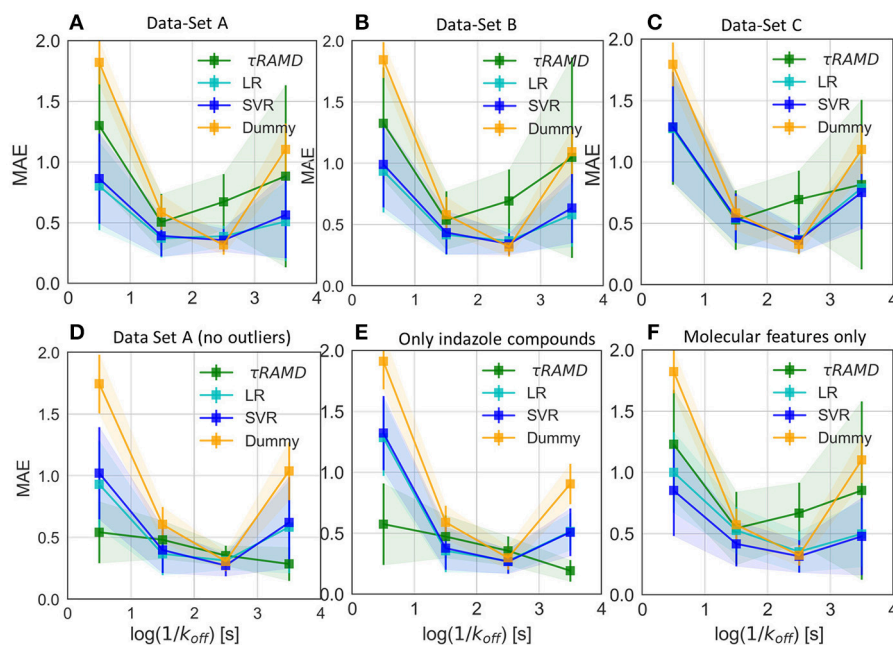 A Data-Set A
2.0
1.5
1.0
0.5
0.0
MAE
τRAMD
LR
SVR
Dummy
0 1 2 3 4
B Data-Set B
2.0
1.5
1.0
0.5
0.0
MAE
τRAMD
LR
SVR
Dummy
0 1 2 3 4
C Data-Set C
2.0
1.5
1.0
0.5
0.0
MAE
τRAMD
LR
SVR
Dummy
0 1 2 3 4
D Data Set A (no outliers)
2.0
1.5
1.0
0.5
0.0
MAE
τRAMD
LR
SVR
Dummy
0 1 2 3 4
log(1/koff) [s]
E Only indazole compounds
2.0
1.5
1.0
0.5
0.0
τRAMD
LR
SVR
Dummy
0 1 2 3 4
log(1/koff) [s]
F Molecular features only
2.0
1.5
1.0
0.5
0.0
τRAMD
LR
SVR
Dummy
0 1 2 3 4
log(1/koff) [s]